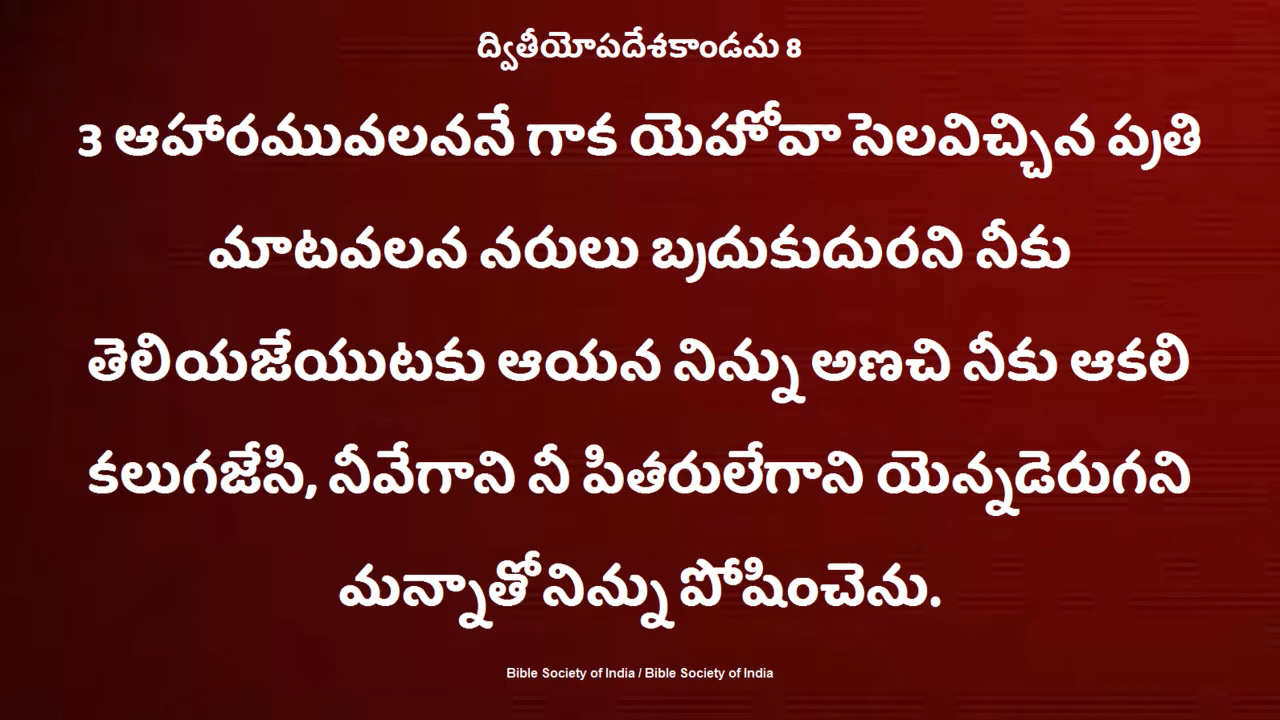 ద్వితీయోపదేశకాండమ 8
3 ఆహారమువలననే గాక యెహోవా సెలవిచ్చిన ప్రతి
మాటవలన నరులు బ్రదుకుదురని నీకు
తెలియజేయుటకు ఆయన నిన్ను అణచి నీకు ఆకలి
కలుగజేసి, నీవేగాని నీ పితరులేగాని యెన్నడెరుగని
మన్నాతో నిన్ను పోషించెను.
Bible Society of India / Bible Society of India